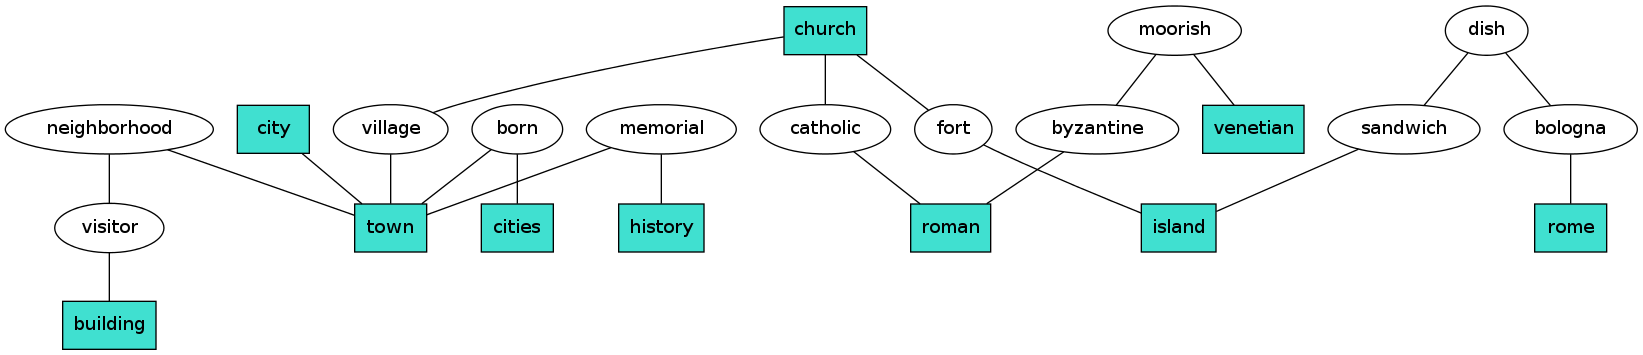 church
moorish
dish
neighborhood
city
village
born
memorial
catholic
fort
byzantine
venetian
sandwich
bologna
visitor
town
cities
history
roman
island
rome
building